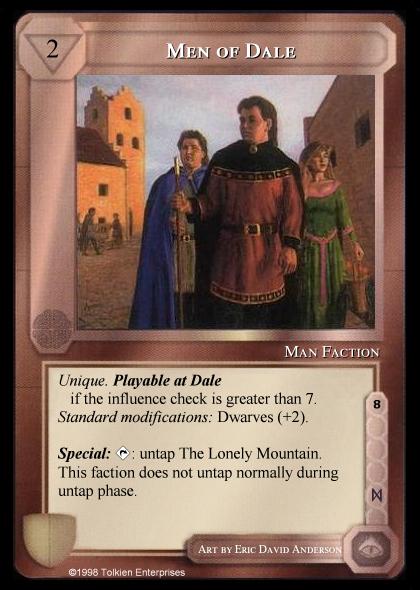 2
Men of Dale
Man Faction
Unique. Playable at Dale
if the influence check is greater than 7.
Standard modifications: Dwarves (+2).
Special: : untap The Lonely Mountain.
This faction does not untap normally during
untap phase.
8
Art by Eric David Anderson
©1998 Tolkien Enterprises